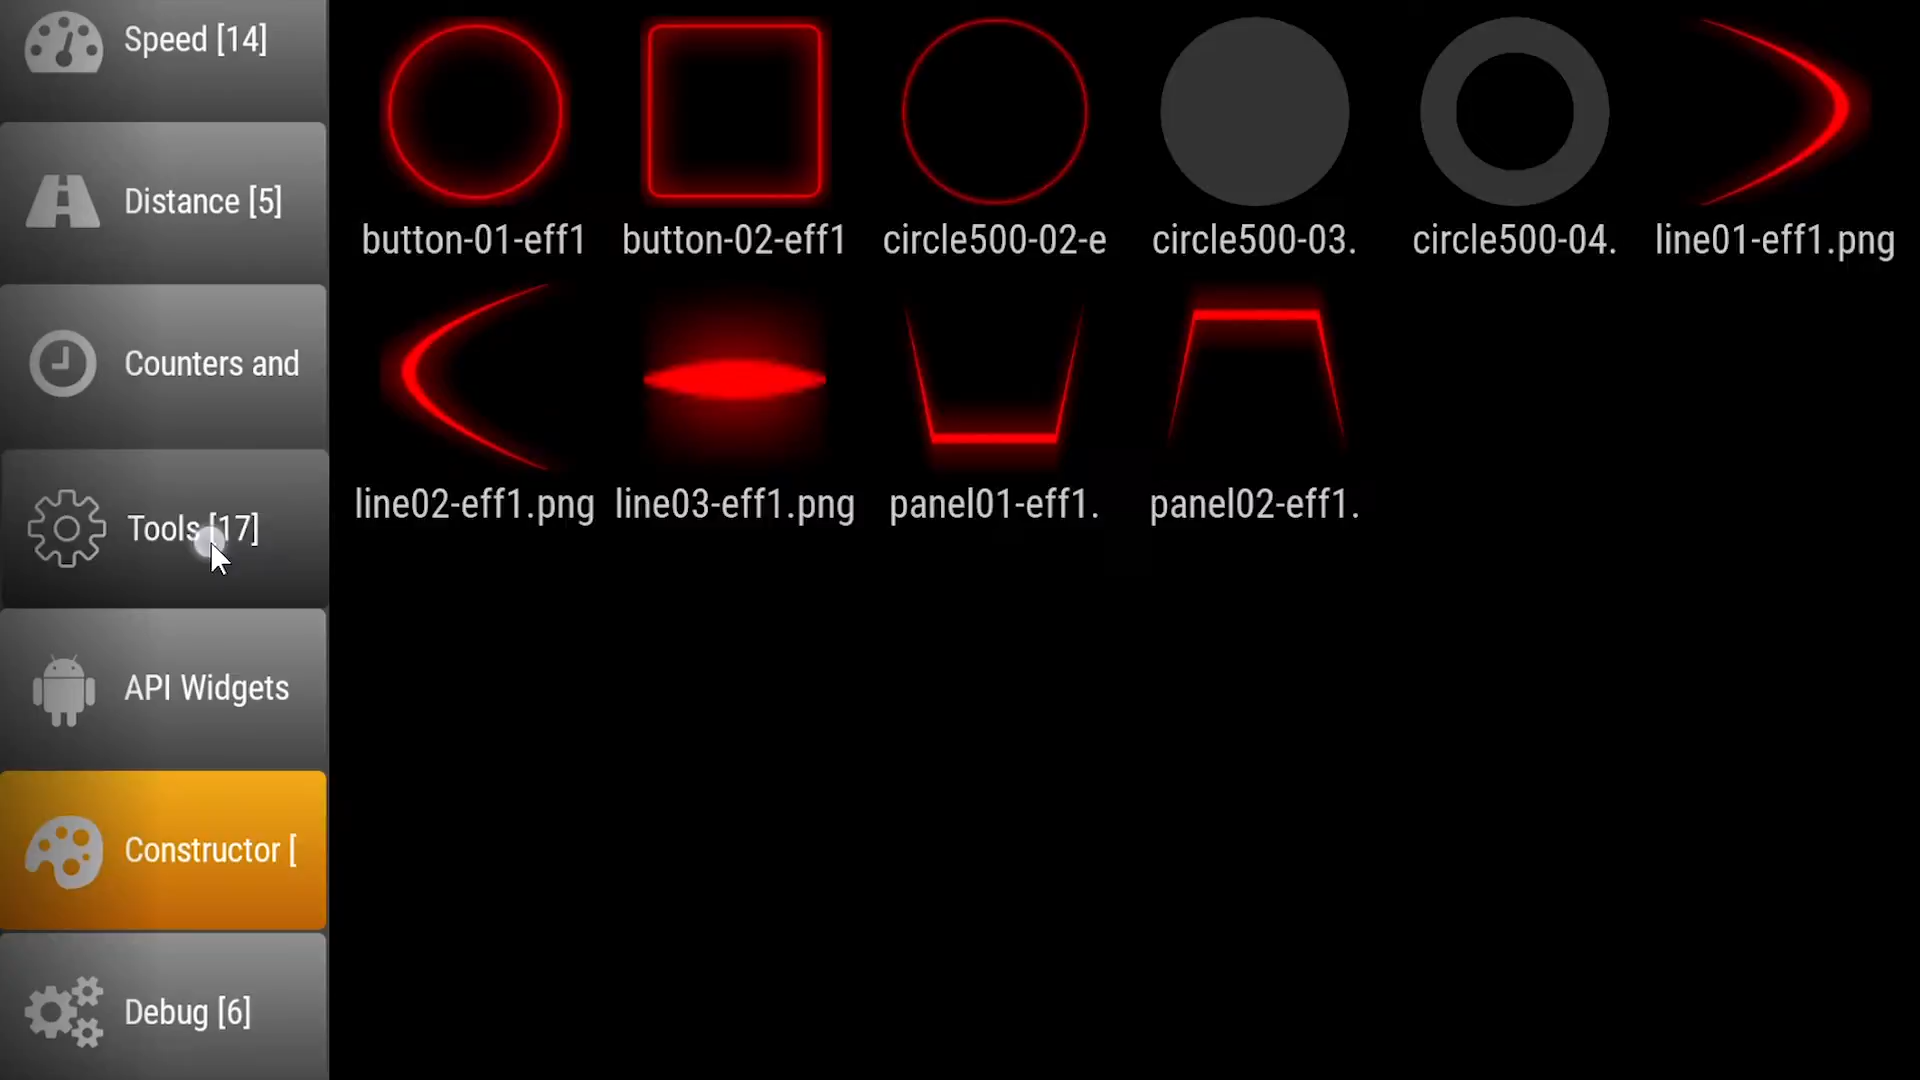 Speed [14]
Distance [5]
Counters and
Tools [17]
API Widgets
Constructor [
Debug [6]
button-01-eff1
button-02-eff1
circle500-02-e
circle500-03.
circle500-04.
line01-eff1.png
line02-eff1.png
line03-eff1.png
panel01-eff1.
panel02-eff1.